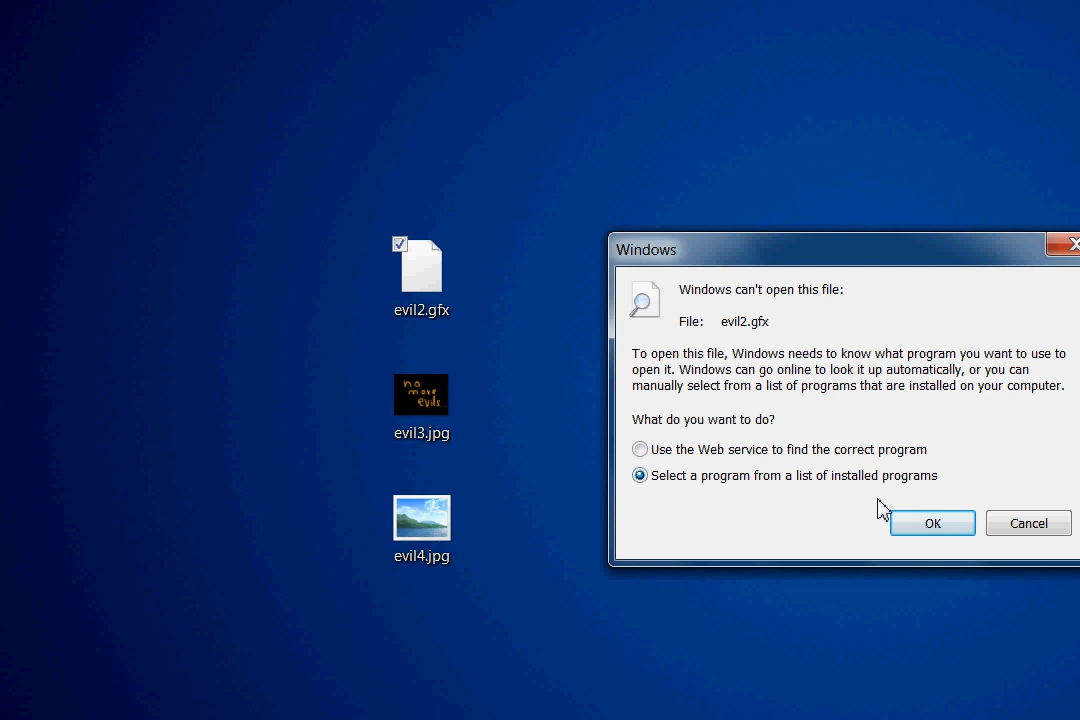 evil2.gfx
no
more
evils
evil3.jpg
evil4.jpg
Windows
Windows can't open this file:
File: evil2.gfx
To open this file, Windows needs to know what program you want to use to
open it. Windows can go online to look it up automatically, or you can
manually select from a list of programs that are installed on your computer.
What do you want to do?
Use the Web service to find the correct program
Select a program from a list of installed programs
OK Cancel